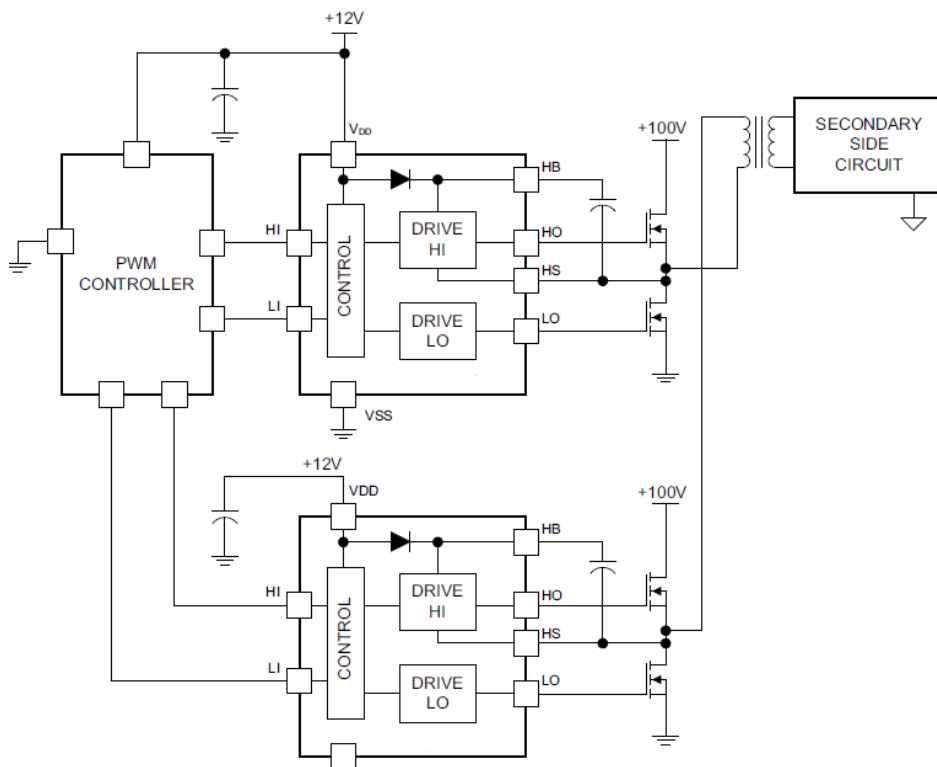 +12V
VDD
+100V
SECONDARY
SIDE
CIRCUIT
PWM
CONTROLLER
HI
LI
CONTROL
DRIVE
HI
DRIVE
LO
HB
HO
HS
LO
VSS
+12V
VDD
+100V
HI
LI
CONTROL
DRIVE
HI
DRIVE
LO
HB
HO
HS
LO